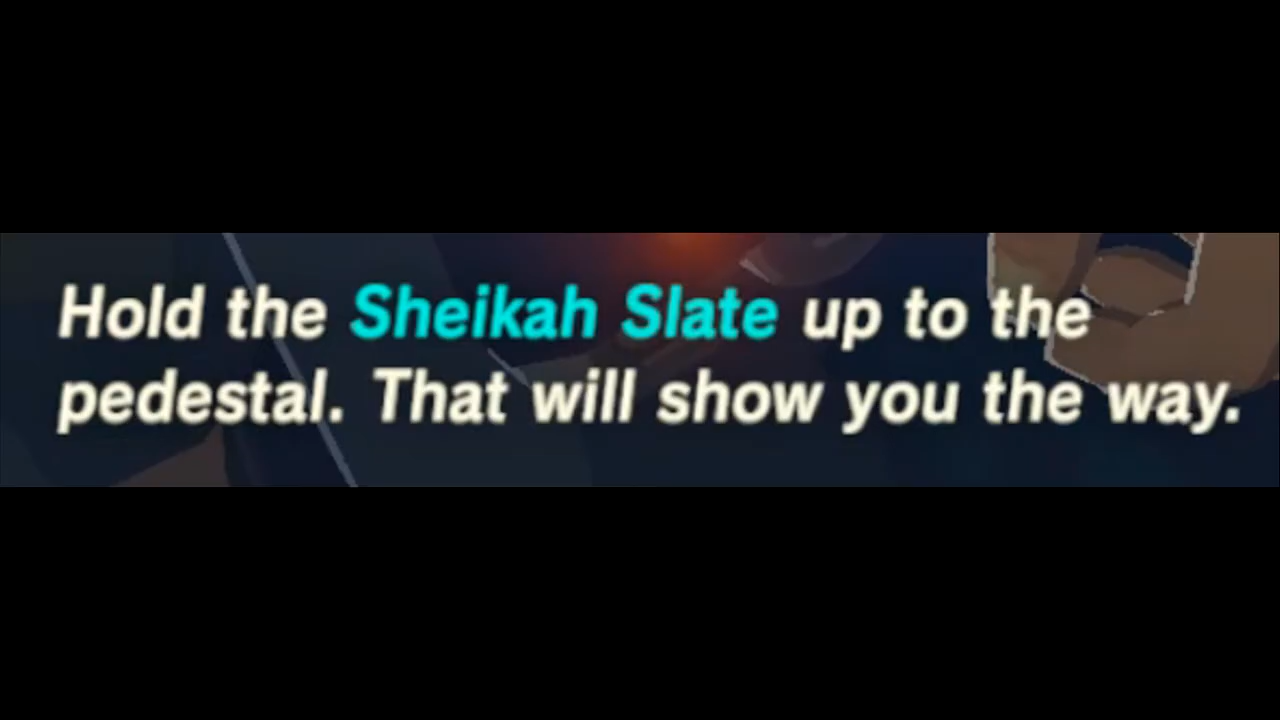 Hold the Sheikah Slate up to the
pedestal. That will show you the way.